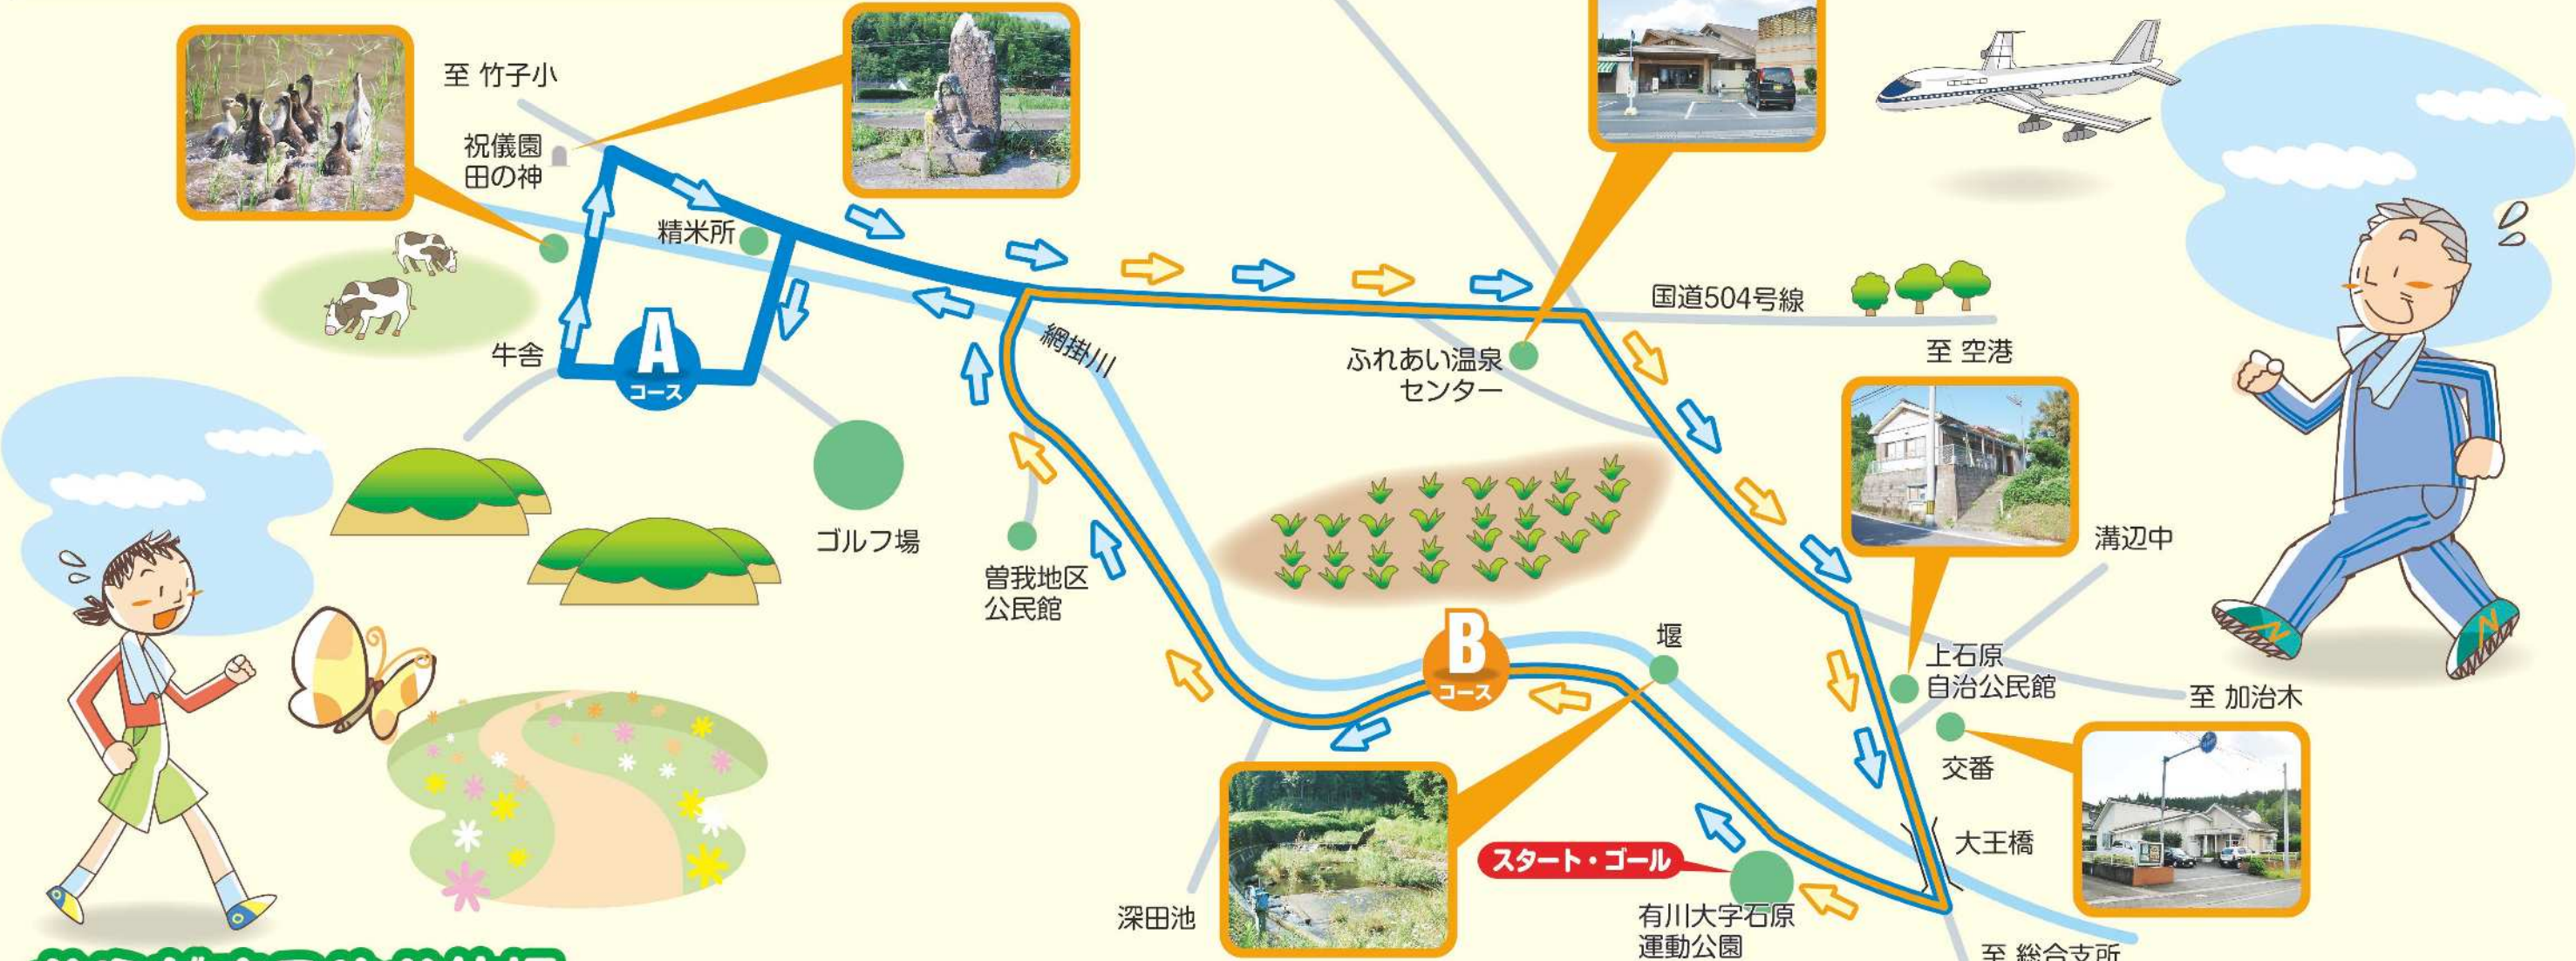 至 竹子小
祝儀園
田の神
精米所
牛舎
A
コース
網掛川
国道504号線
至 空港
ふれあい温泉
センター
ゴルフ場
曽我地区
公民館
溝辺中
B
コース
堰
上石原
自治公民館
至 加治木
交番
大王橋
スタート・ゴール
有川大字石原
運動公園
深田池
至 総合支所